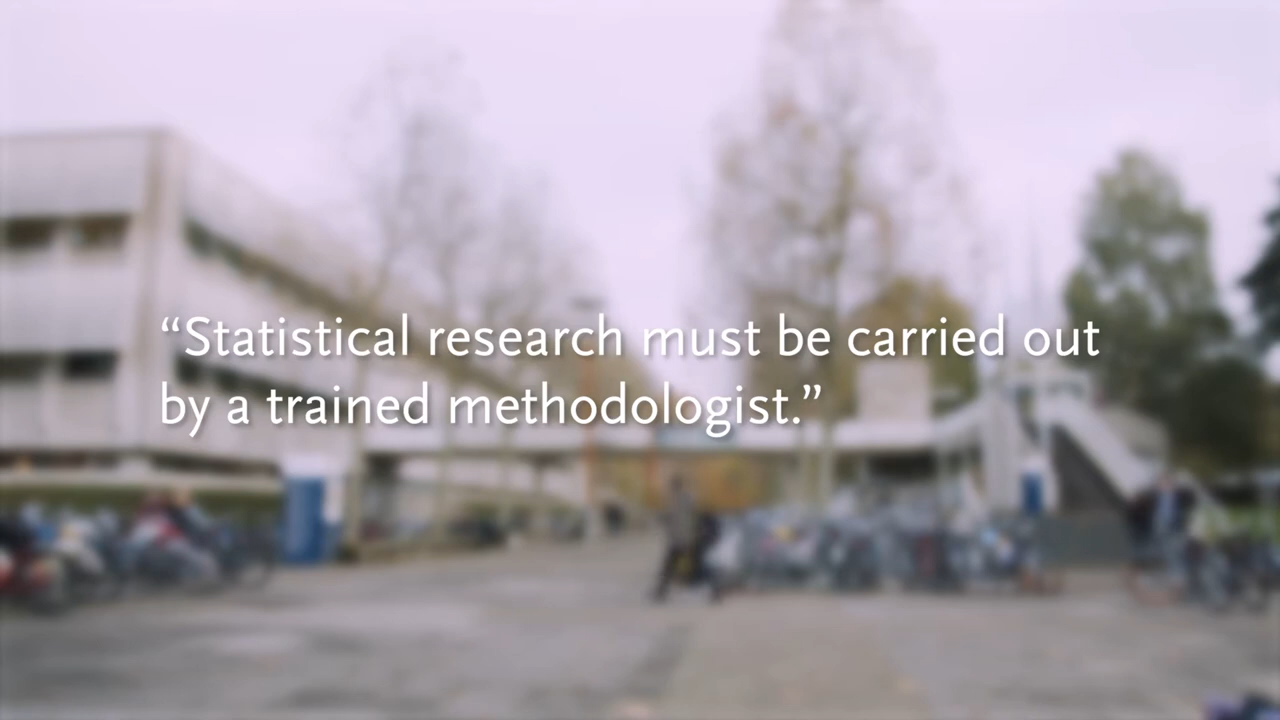 “Statistical research must be carried out
by a trained methodologist.”